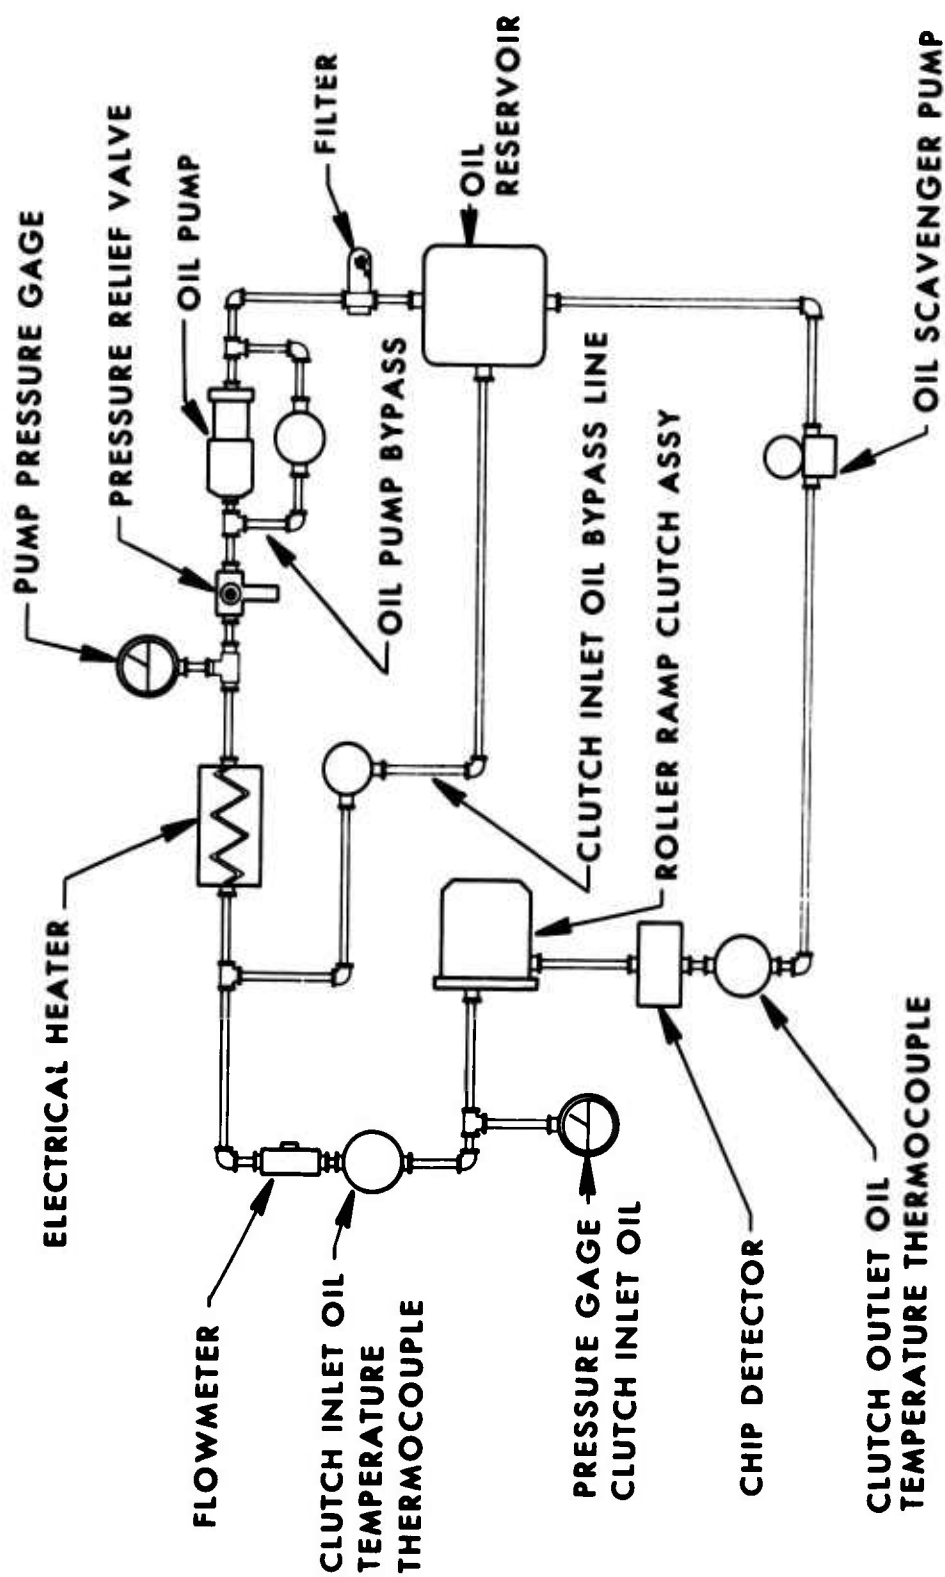 PUMP PRESSURE GAGE
PRESSURE RELIEF VALVE
OIL PUMP
FILTER
OIL
RESERVOIR
ELECTRICAL HEATER
OIL PUMP BYPASS
CLUTCH INLET OIL BYPASS LINE
ROLLER RAMP CLUTCH ASSY
OIL SCAVENGER PUMP
FLOWMETER
CLUTCH INLET OIL
TEMPERATURE
THERMOCOUPLE
PRESSURE GAGE
CLUTCH INLET OIL
CHIP DETECTOR
CLUTCH OUTLET OIL
TEMPERATURE THERMOCOUPLE